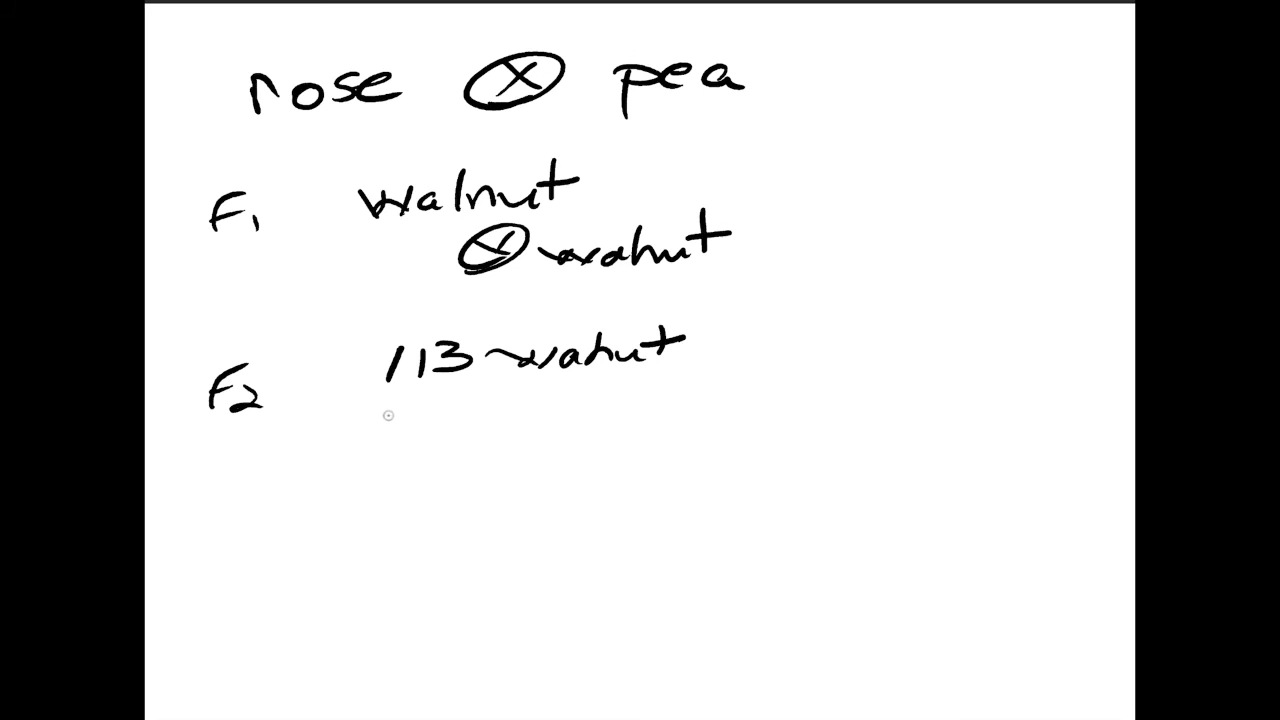 rose ⊗ pea
F1 walnut
⊗ walnut
F2 113 walnut